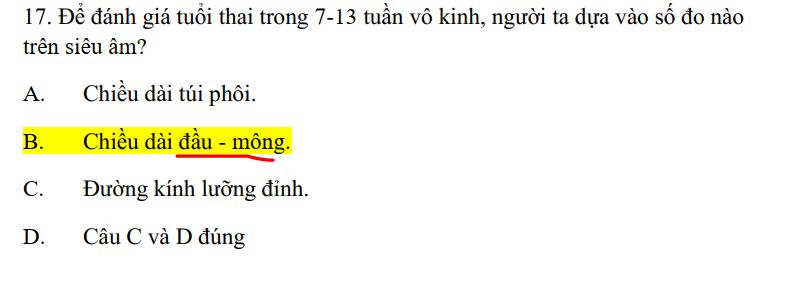 17. Để đánh giá tuổi thai trong 7-13 tuần vô kinh, người ta dựa vào số đo nào
trên siêu âm?
A. Chiều dài túi phôi.
B. Chiều dài đầu - mông.
C. Đường kính lưỡng đỉnh.
D. Câu C và D đúng